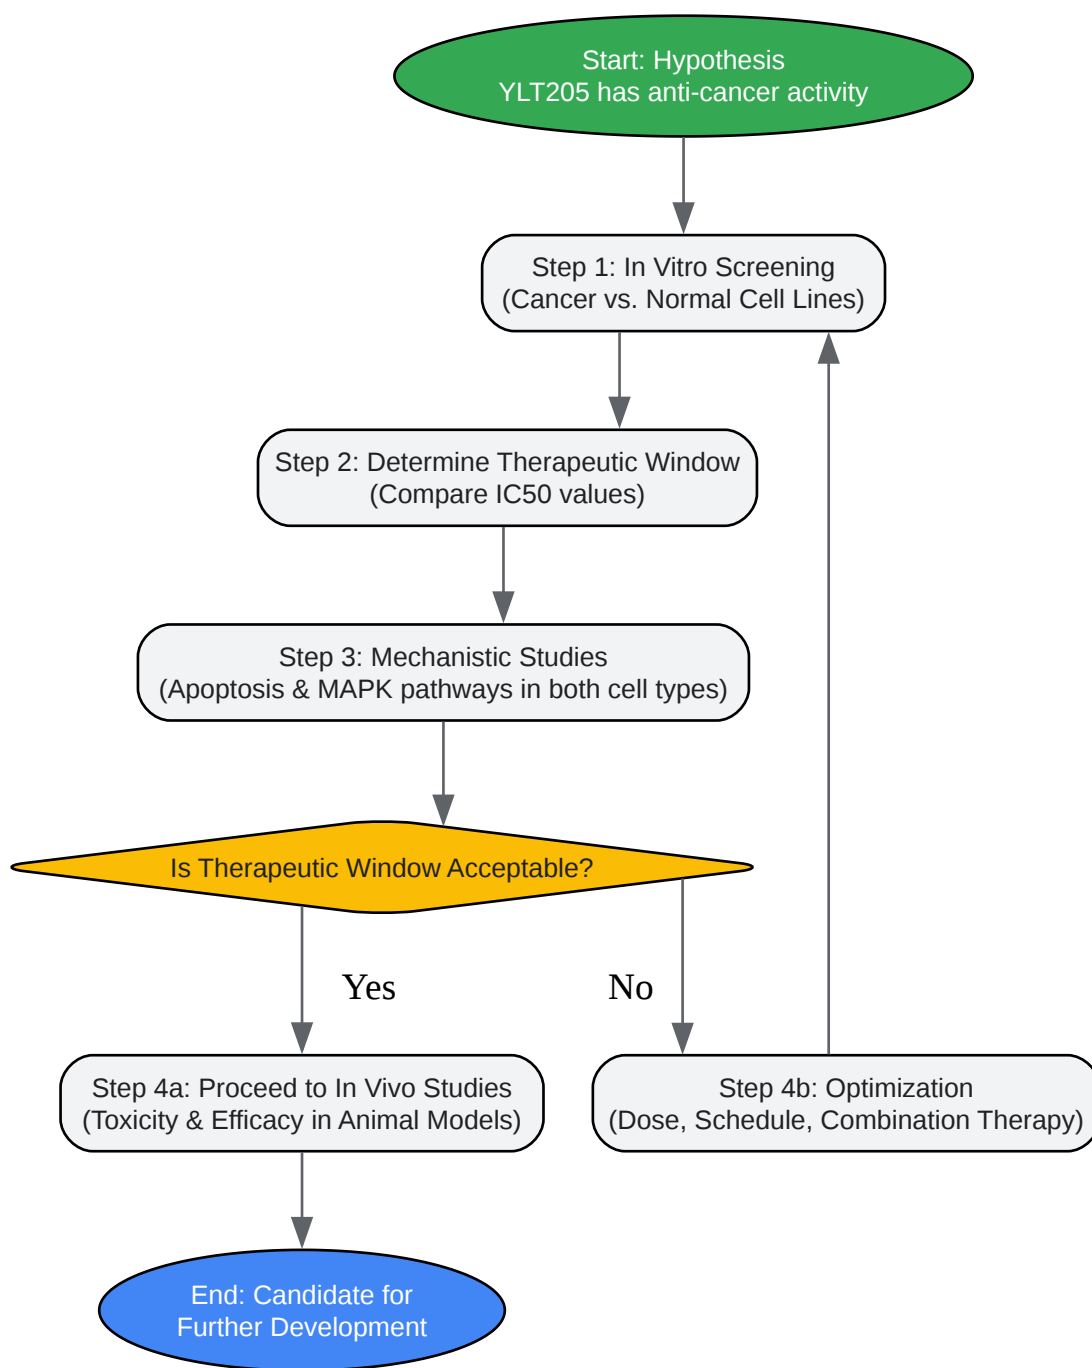 Start: Hypothesis
YLT205 has anti-cancer activity
Step 1: In Vitro Screening
(Cancer vs. Normal Cell Lines)
Step 2: Determine Therapeutic Window
(Compare IC50 values)
Step 3: Mechanistic Studies
(Apoptosis & MAPK pathways in both cell types)
Is Therapeutic Window Acceptable?
Yes
No
Step 4a: Proceed to In Vivo Studies
(Toxicity & Efficacy in Animal Models)
Step 4b: Optimization
(Dose, Schedule, Combination Therapy)
End: Candidate for
Further Development